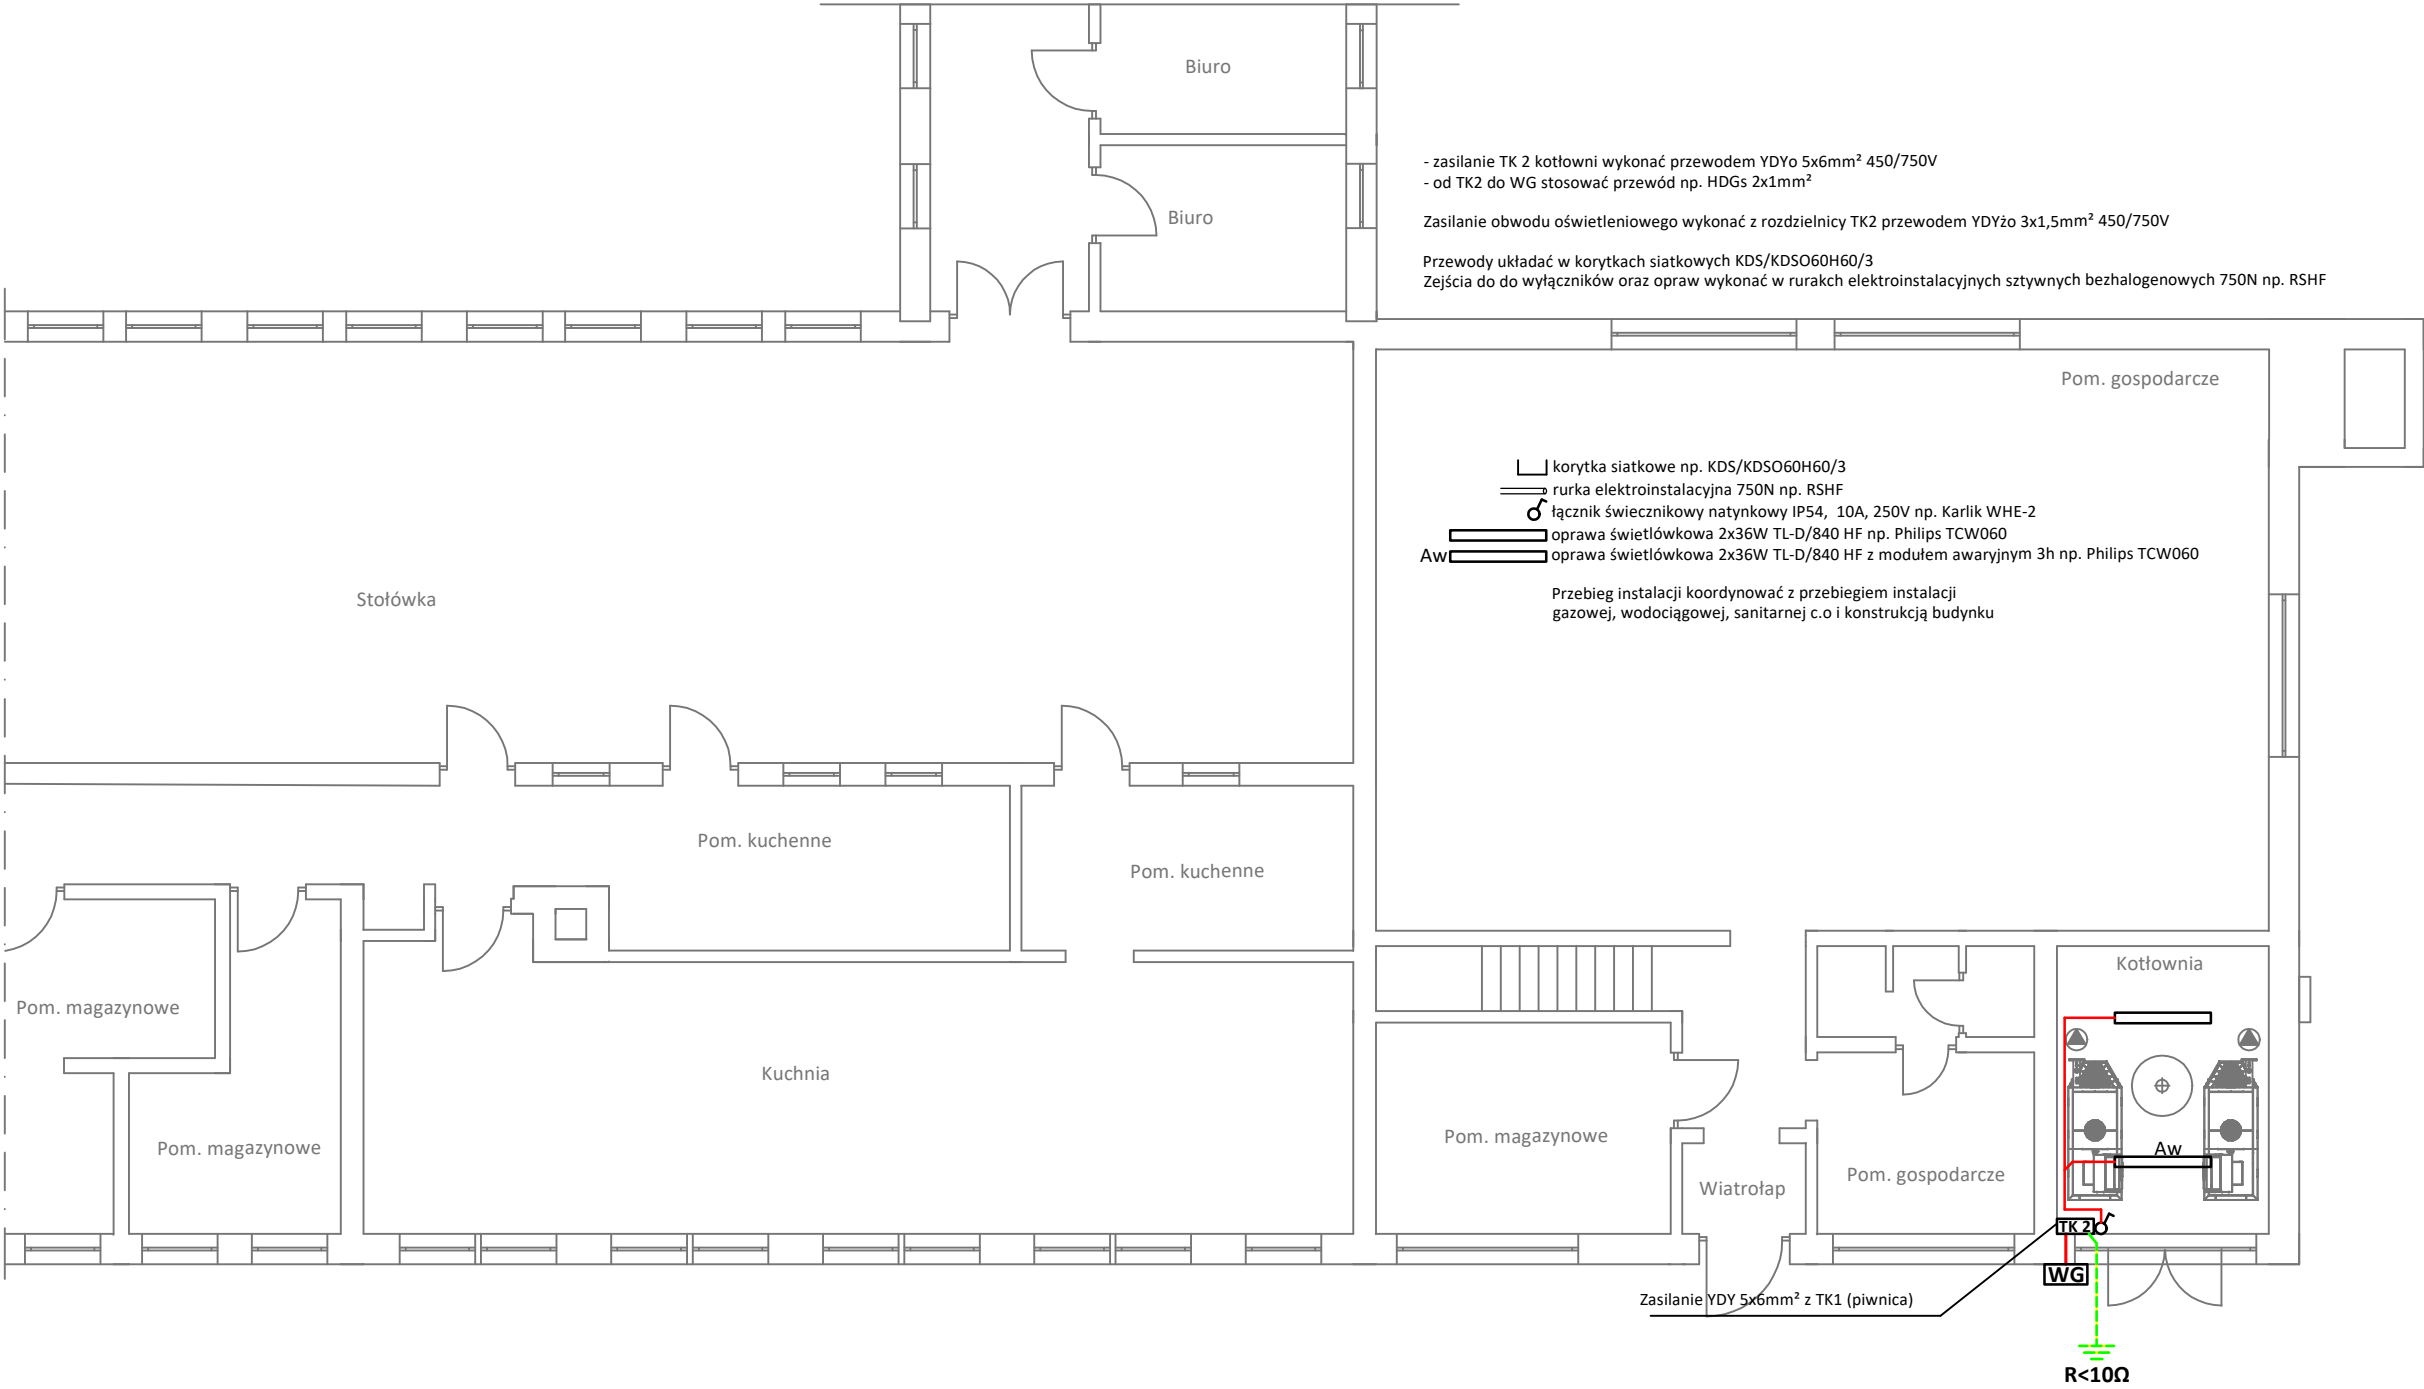 Biuro
- zasilanie TK 2 kotłowni wykonać przewodem YDYo 5x6mm² 450/750V
- od TK2 do WG stosować przewód np. HDGs 2x1mm²
Biuro
Zasilanie obwodu oświetleniowego wykonać z rozdzielnicy TK2 przewodem YDYżo 3x1,5mm² 450/750V
Przewody układać w korytkach siatkowych KDS/KDSO60H60/3
Zejścia do do wyłączników oraz opraw wykonać w rurakch elektroinstalacyjnych sztywnych bezhalogenowych 750N np. RSHF
Pom. gospodarcze
korytka siatkowe np. KDS/KDSO60H60/3
rurka elektroinstalacyjna 750N np. RSHF
łącznik świecznikowy natynkowy IP54, 10A, 250V np. Karlik WHE-2
oprawa świetlówkowa 2x36W TL-D/840 HF np. Philips TCW060
Aw oprawa świetlówkowa 2x36W TL-D/840 HF z modułem awaryjnym 3h np. Philips TCW060
Przebieg instalacji koordynować z przebiegiem instalacji
gazowej, wodociągowej, sanitarnej c.o i konstrukcją budynku
Stołówka
Pom. kuchenne
Pom. kuchenne
Kotłownia
Pom. magazynowe
Kuchnia
Pom. magazynowe
Pom. magazynowe
Aw
Wiatrołap
Pom. gospodarcze
TK 2
WG
Zasilanie YDY 5x6mm² z TK1 (piwnica)
R<10Ω